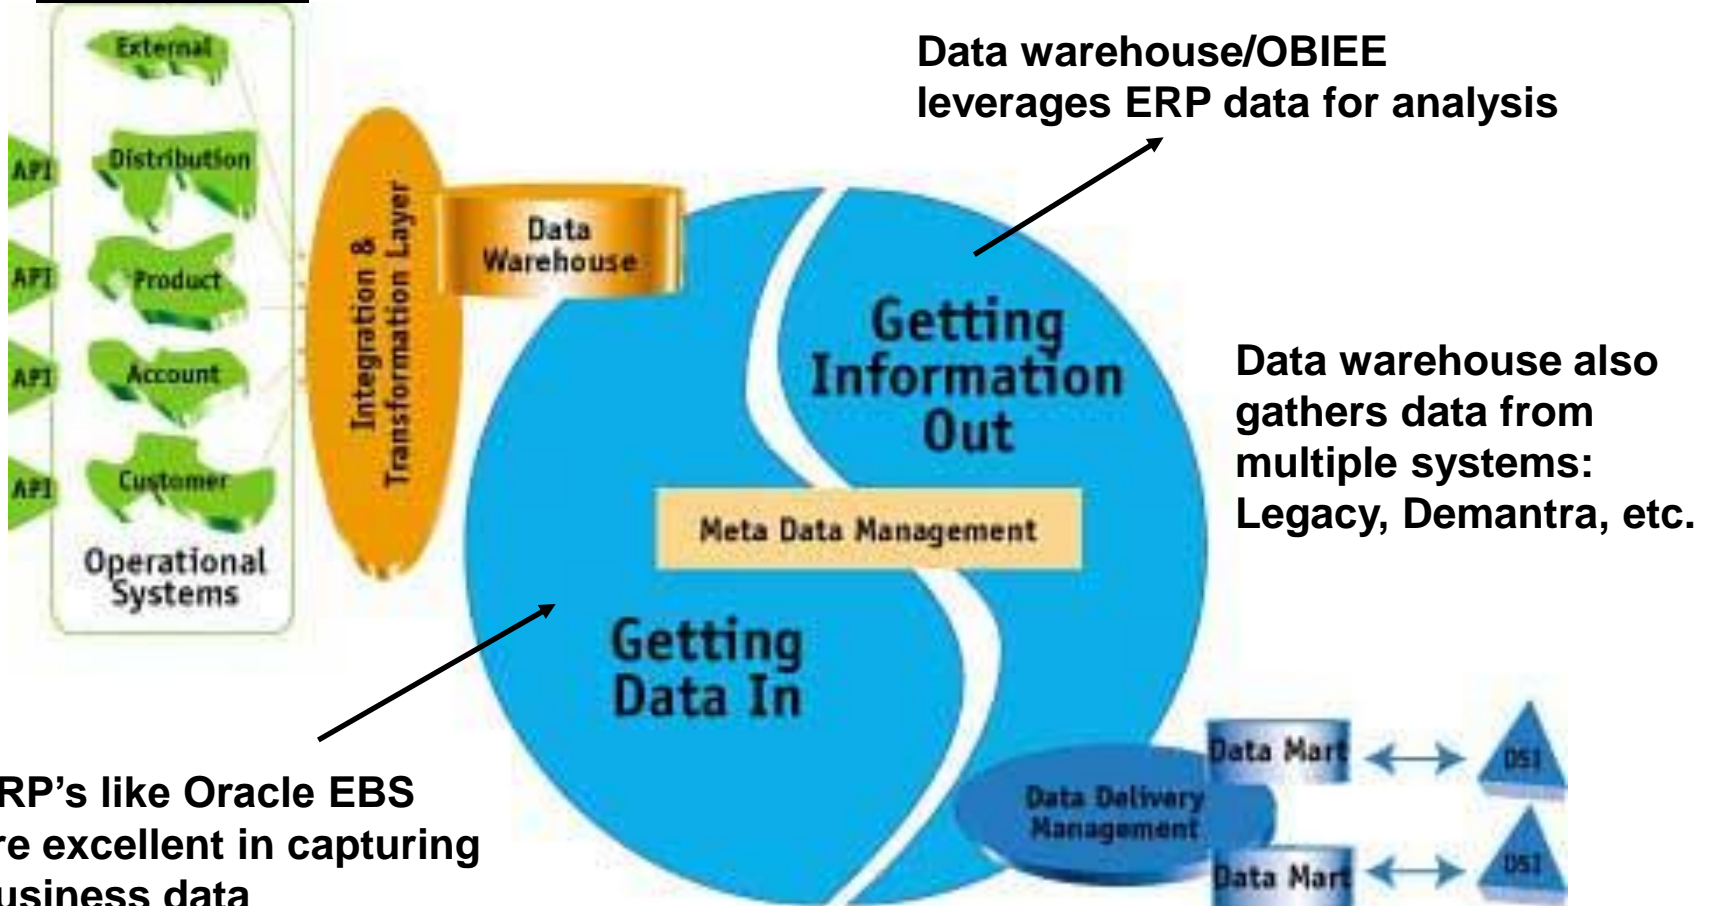 External
API
Distribution
API
Product
API
Account
API
Customer
Operational
Systems
Integration &
Transformation Layer
Data
Warehouse
Data warehouse/OBIEE
leverages ERP data for analysis
Getting
Information
Out
Data warehouse also
gathers data from
multiple systems:
Legacy, Demantra, etc.
Meta Data Management
Getting
Data In
RP's like Oracle EBS
re excellent in capturing
usiness data
Data Delivery
Management
Data Mart
DSI
Data Mart
DSI